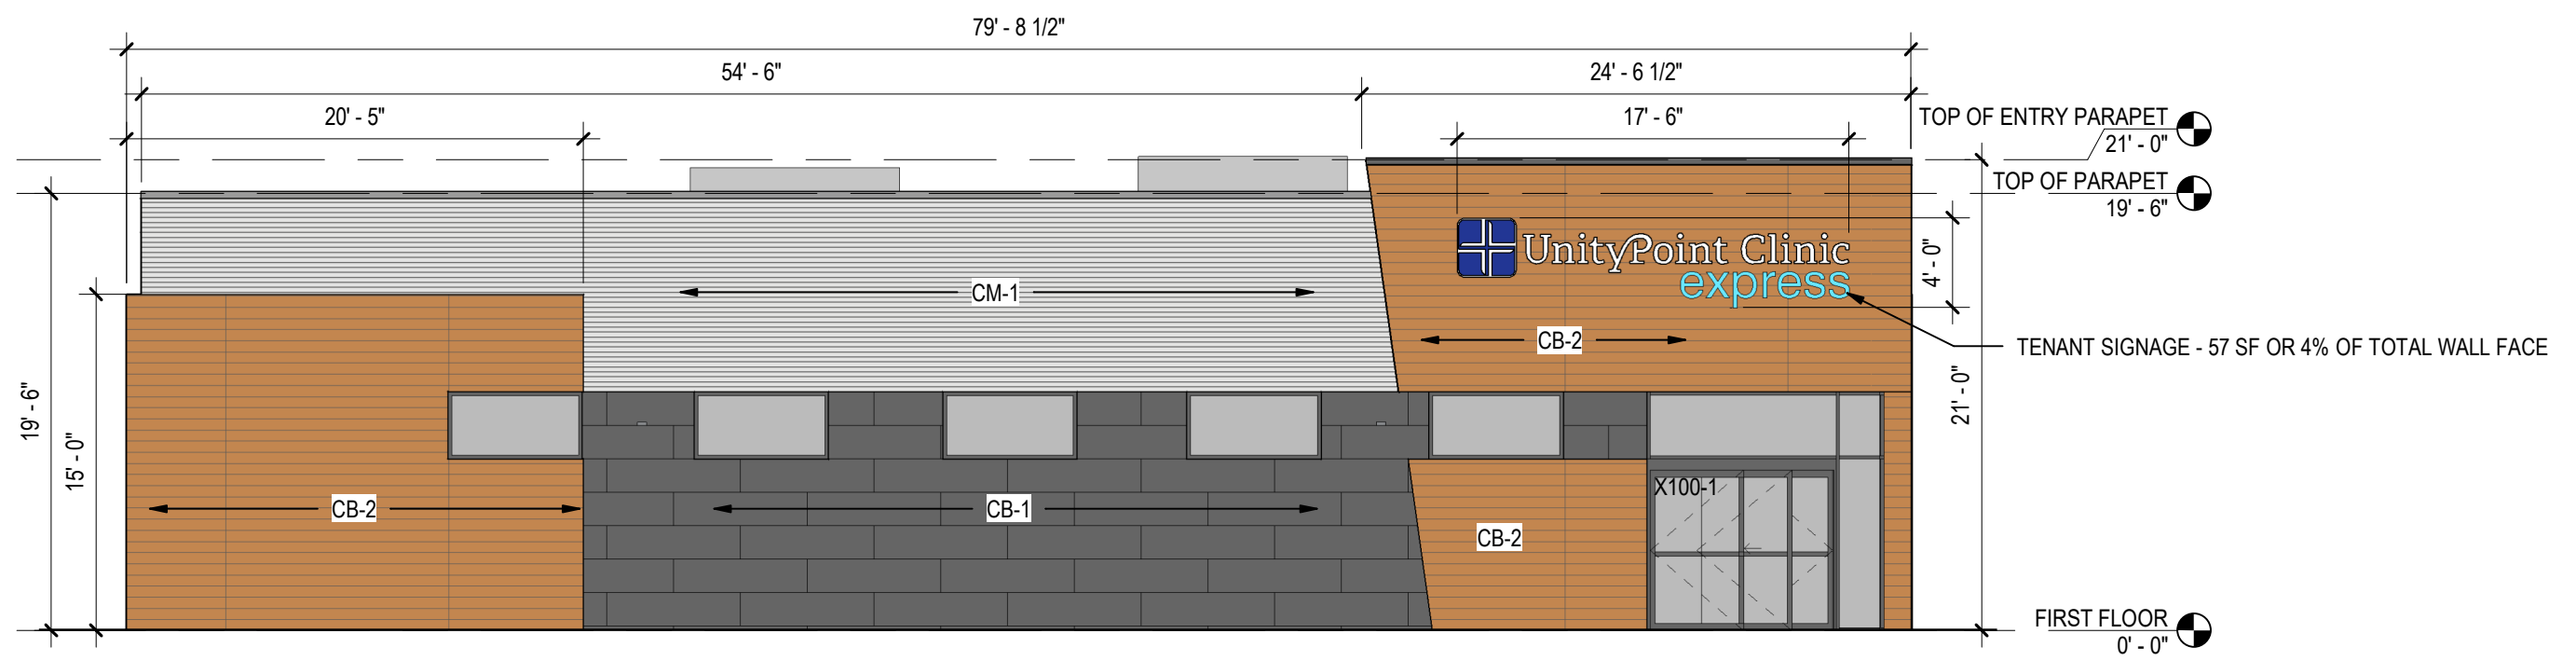 79' - 8 1/2"
54' - 6"
24' - 6 1/2"
20' - 5"
17' - 6"
TOP OF ENTRY PARAPET
21' - 0"
TOP OF PARAPET
19' - 6"
UnityPoint Clinic
express
4' - 0"
CM-1
CB-2
TENANT SIGNAGE - 57 SF OR 4% OF TOTAL WALL FACE
19' - 6"
15' - 0"
21' - 0"
X100-1
CB-2
CB-1
CB-2
FIRST FLOOR
0' - 0"